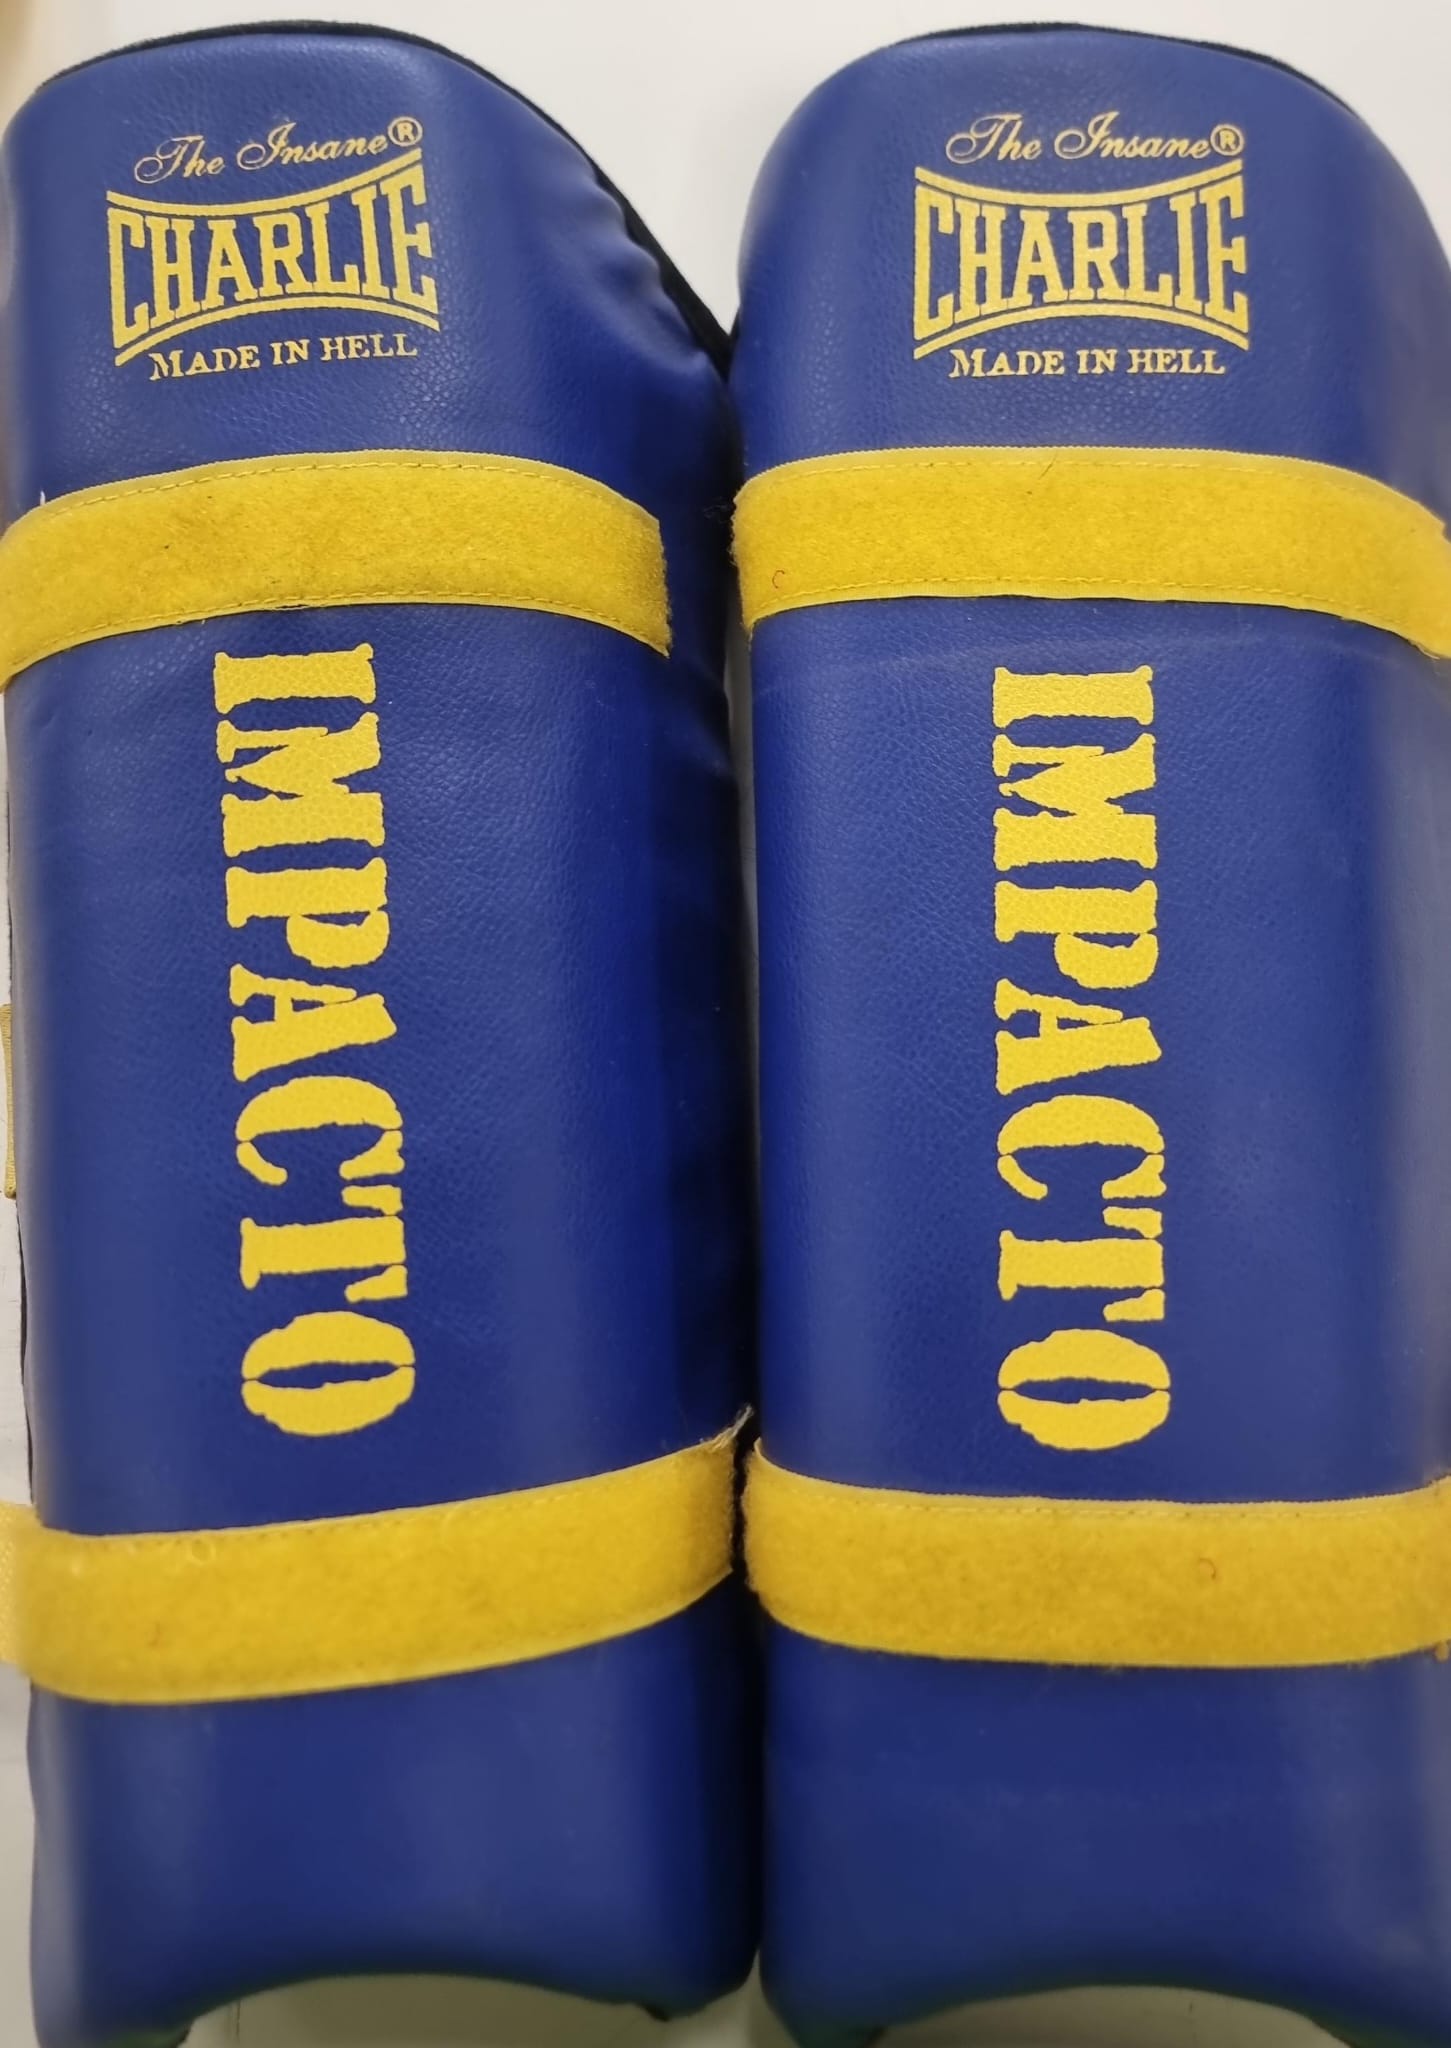 The Insane®
CHARLIE
MADE IN HELL
IMPACTO
The Insane®
CHARLIE
MADE IN HELL
IMPACTO